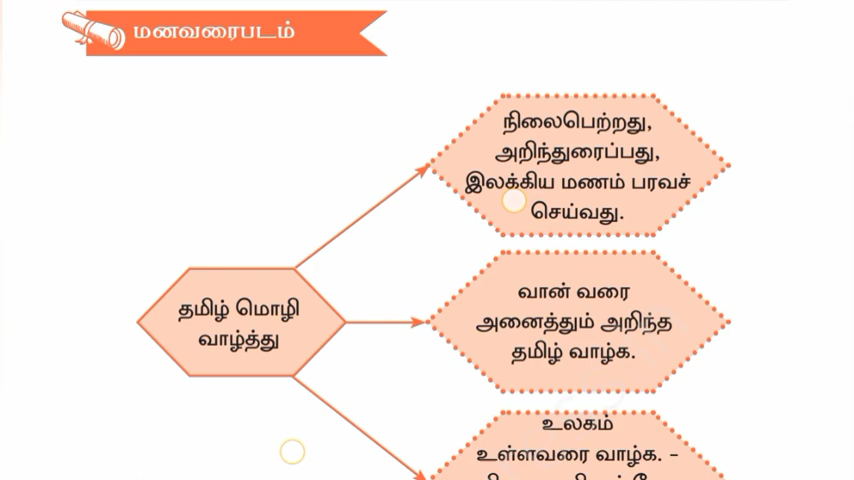 மனவரைபடம்
நிலைபெற்றது,
அறிந்துரைப்பது,
இலக்கிய மணம் பரவச்
செய்வது.
தமிழ் மொழி
வாழ்த்து
வான் வரை
அனைத்தும் அறிந்த
தமிழ் வாழ்க.
உலகம்
உள்ளவரை வாழ்க. –